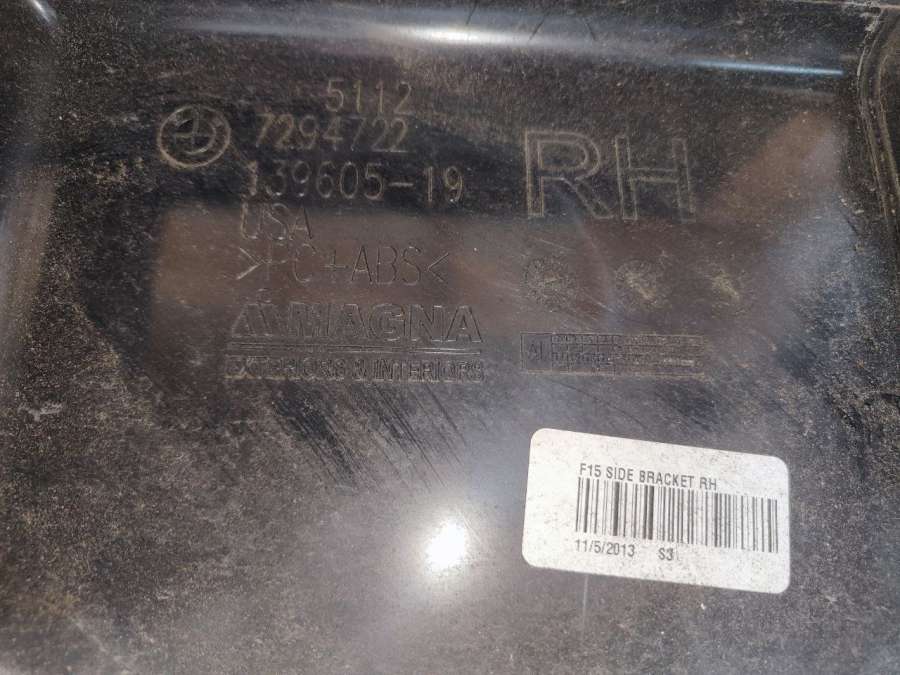 5112
7294722
139605-19
USA
>PC+ABS<
RH
MAGNA
EXTERIORS & INTERIORS
F15 SIDE BRACKET RH
11/5/2013 S3